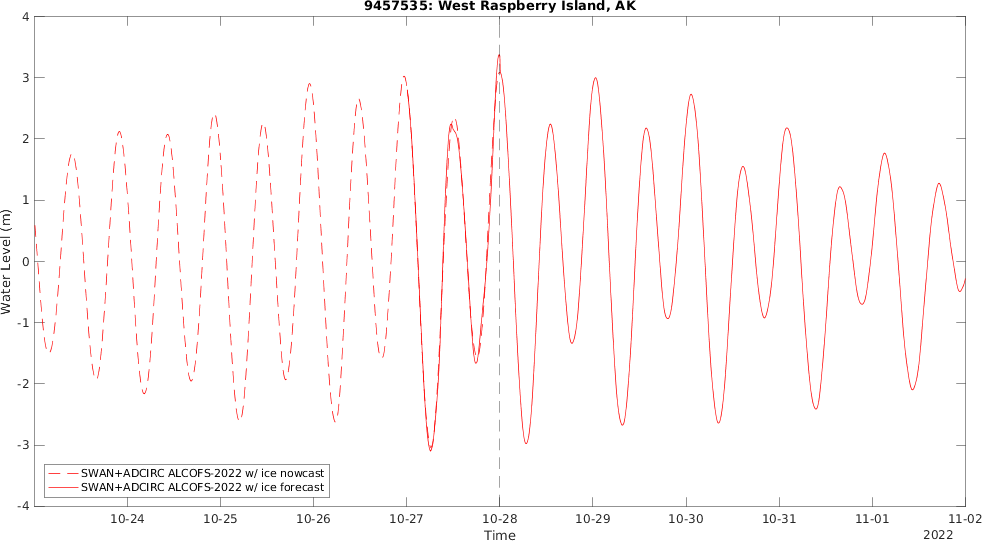 9457535: West Raspberry Island, AK
4
3
2
1
0
-1
-2
-3
-4
Water Level (m)
SWAN+ADCIRC ALCOFS-2022 w/ ice nowcast
SWAN+ADCIRC ALCOFS-2022 w/ ice forecast
10-24 10-25 10-26 10-27 10-28 10-29 10-30 10-31 11-01 11-02
Time
2022